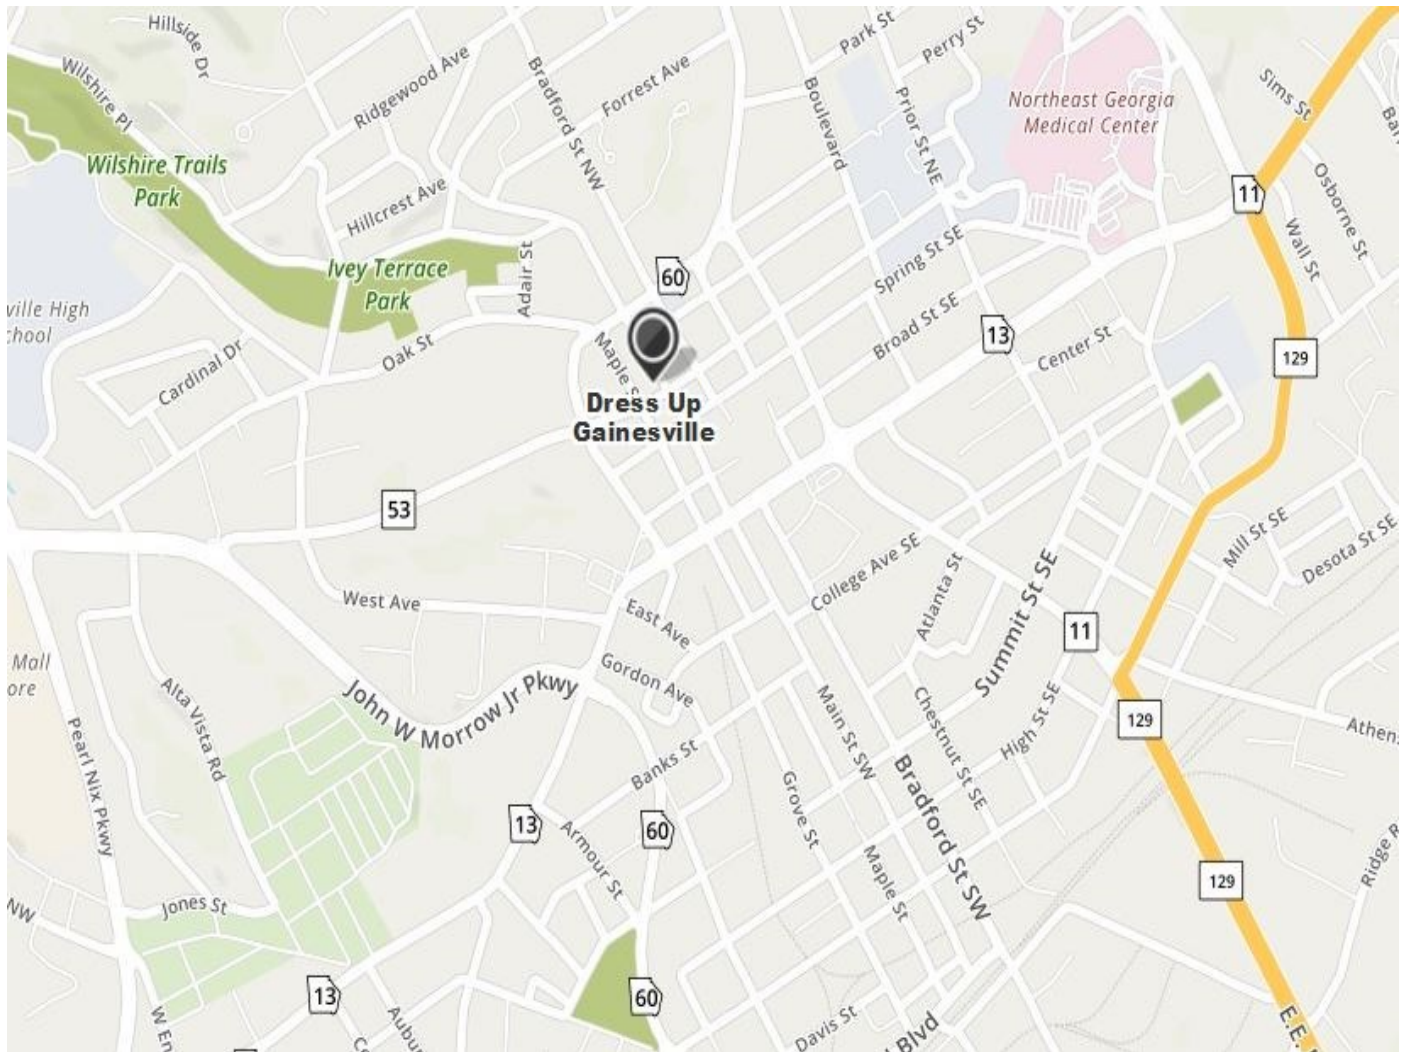 Hillside Dr
Park St
Perry St
Wilshire Pl
Ridgewood Ave
Bradford St NW
Forrest Ave
Boulevard
Prior St NE
Northeast Georgia
Medical Center
Sims St
Wilshire Trails
Park
Hillcrest Ave
11
Osborne St
Wall St
Ivey Terrace
Park
Adair St
60
Spring St SE
ville High
chool
Broad St SE
13
Center St
129
Cardinal Dr
Oak St
Maple S
Dress Up
Gainesville
53
Mill St SE
Desota St SE
College Ave SE
Atlanta St
Summit St SE
West Ave
East Ave
11
Mall
ore
Gordon Ave
John W Morrow Jr Pkwy
Alta Vista Rd
Pearl Nix Pkwy
Main St SW
Chestnut St SE
High St SE
129
Athen
Banks St
Bradford St SW
Grove St
13
60
Armour St
Maple St
129
Ridge R
NW
Jones St
13
60
W En
Aubu
Davis St
Blvd
E.E.